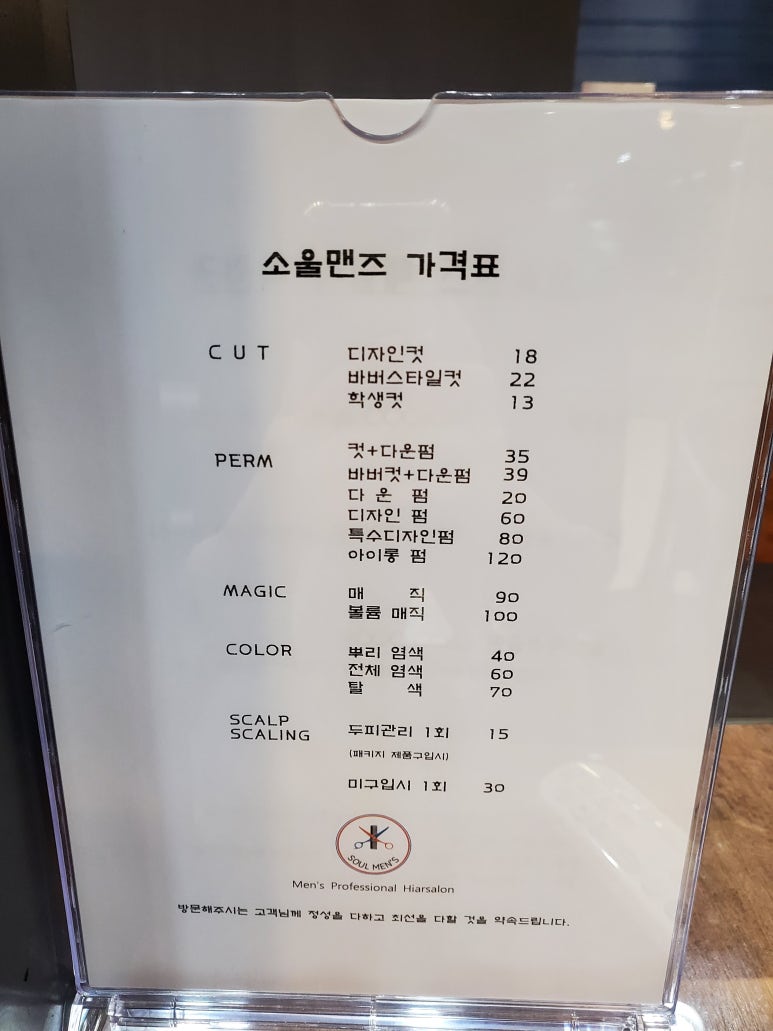 소울맨즈 가격표
CUT 디자인컷 18
바버스타일컷 22
학생컷 13
PERM 컷+다운펌 35
바버컷+다운펌 39
다 운 펌 20
디자인 펌 60
특수디자인펌 80
아이롱 펌 120
MAGIC 매 직 90
볼륨 매직 100
COLOR 뿌리 염색 40
전체 염색 60
탈 색 70
SCALP
SCALING 두피관리 1회 15
(패키지 제품구입시)
미구입시 1회 30
SOUL MEN'S
Men's Professional Hiarsalon
방문해주시는 고객님께 정성을 다하고 최선을 다할 것을 약속드립니다.